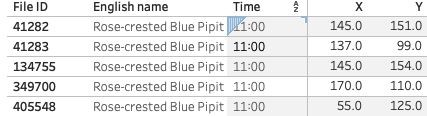 File ID English name Time A Z X Y
41282 Rose-crested Blue Pipit 11:00 145.0 151.0
41283 Rose-crested Blue Pipit 11:00 137.0 99.0
134755 Rose-crested Blue Pipit 11:00 145.0 154.0
349700 Rose-crested Blue Pipit 11:00 170.0 110.0
405548 Rose-crested Blue Pipit 11:00 55.0 125.0